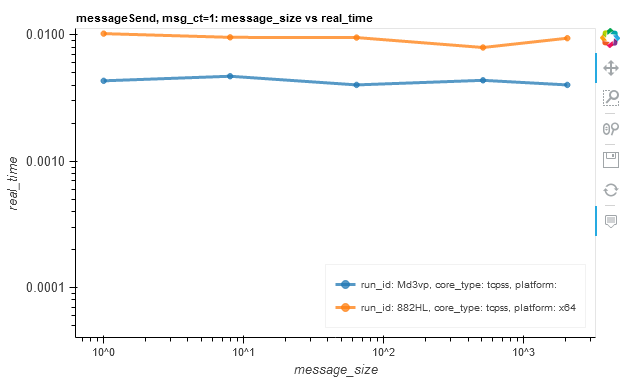 messageSend, msg_ct=1: message_size vs real_time
0.0100
0.0010
0.0001
real_time
run_id: Md3vp, core_type: tcpss, platform:
run_id: 882HL, core_type: tcpss, platform: x64
10^0
10^1
10^2
10^3
message_size